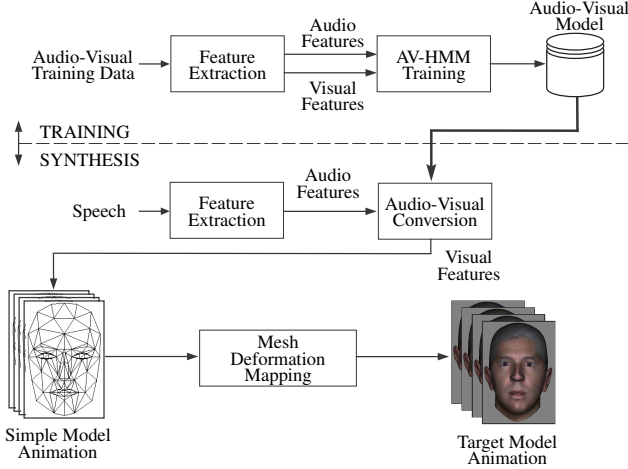 Audio-Visual
Model
Audio
Features
Audio-Visual
Training Data
Feature
Extraction
AV-HMM
Training
Visual
Features
TRAINING
SYNTHESIS
Audio
Features
Speech
Feature
Extraction
Audio-Visual
Conversion
Visual
Features
Mesh
Deformation
Mapping
Simple Model
Animation
Target Model
Animation